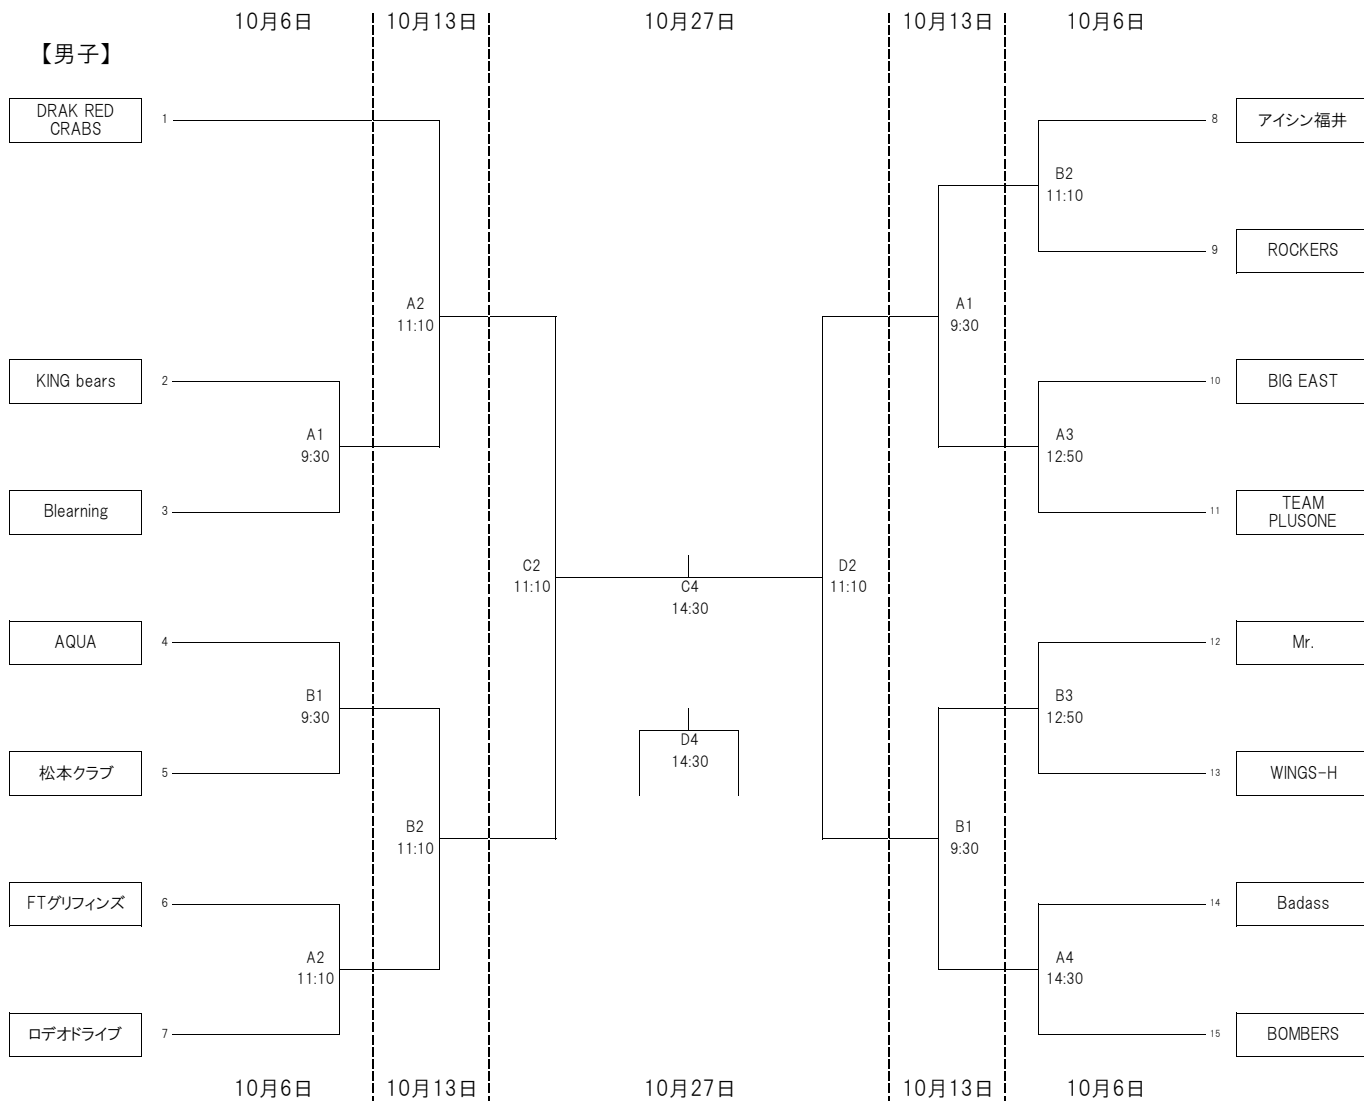 10月6日
10月13日
10月27日
10月13日
10月6日
【男子】
DRAK RED
CRABS
1
8
アイシン福井
B2
11:10
9
ROCKERS
A2
11:10
A1
9:30
KING bears
2
10
BIG EAST
A1
9:30
A3
12:50
Blearning
3
11
TEAM
PLUSONE
C2
11:10
C4
14:30
D2
11:10
AQUA
4
12
Mr.
B1
9:30
B3
12:50
D4
14:30
松本クラブ
5
13
WINGS-H
B2
11:10
B1
9:30
FTグリフィンズ
6
14
Badass
A2
11:10
A4
14:30
ロデオドライブ
7
15
BOMBERS
10月6日
10月13日
10月27日
10月13日
10月6日